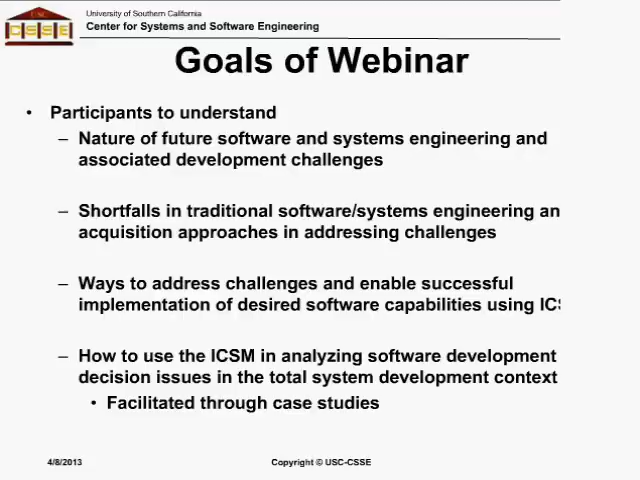 USC
CSSE
University of Southern California
Center for Systems and Software Engineering
Goals of Webinar
• Participants to understand
– Nature of future software and systems engineering and
associated development challenges
– Shortfalls in traditional software/systems engineering an
acquisition approaches in addressing challenges
– Ways to address challenges and enable successful
implementation of desired software capabilities using IC
– How to use the ICSM in analyzing software development
decision issues in the total system development context
• Facilitated through case studies
4/8/2013
Copyright © USC-CSSE